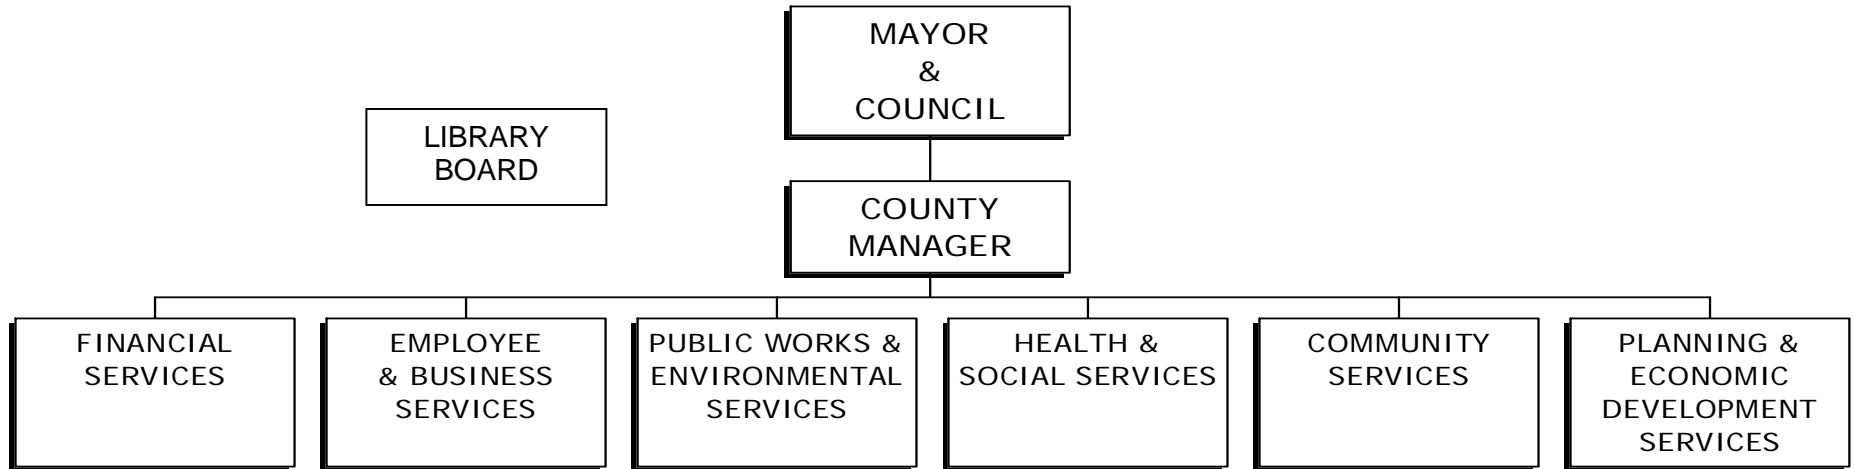 MAYOR
&
COUNCIL
LIBRARY
BOARD
COUNTY
MANAGER
FINANCIAL
SERVICES
EMPLOYEE
& BUSINESS
SERVICES
PUBLIC WORKS &
ENVIRONMENTAL
SERVICES
HEALTH &
SOCIAL SERVICES
COMMUNITY
SERVICES
PLANNING &
ECONOMIC
DEVELOPMENT
SERVICES